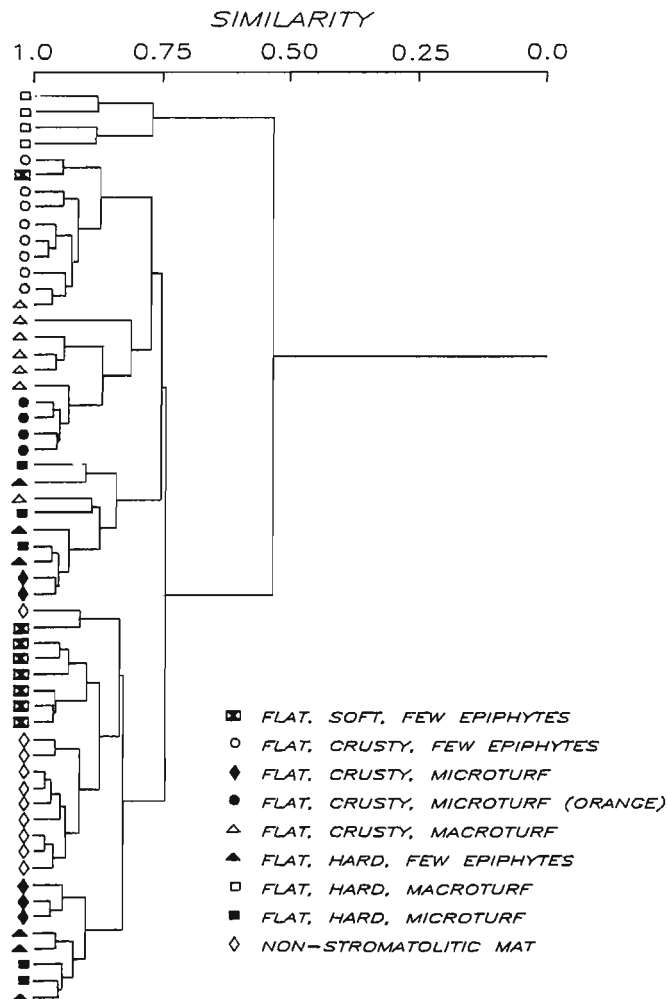 SIMILARITY
1.0 0.75 0.50 0.25 0.0
FLAT, SOFT, FEW EPIPHYTES
FLAT, CRUSTY, FEW EPIPHYTES
FLAT, CRUSTY, MICROTURF
FLAT, CRUSTY, MICROTURF (ORANGE)
FLAT, CRUSTY, MACROTURF
FLAT, HARD, FEW EPIPHYTES
FLAT, HARD, MACROTURF
FLAT, HARD, MICROTURF
NON-STROMATOLITIC MAT